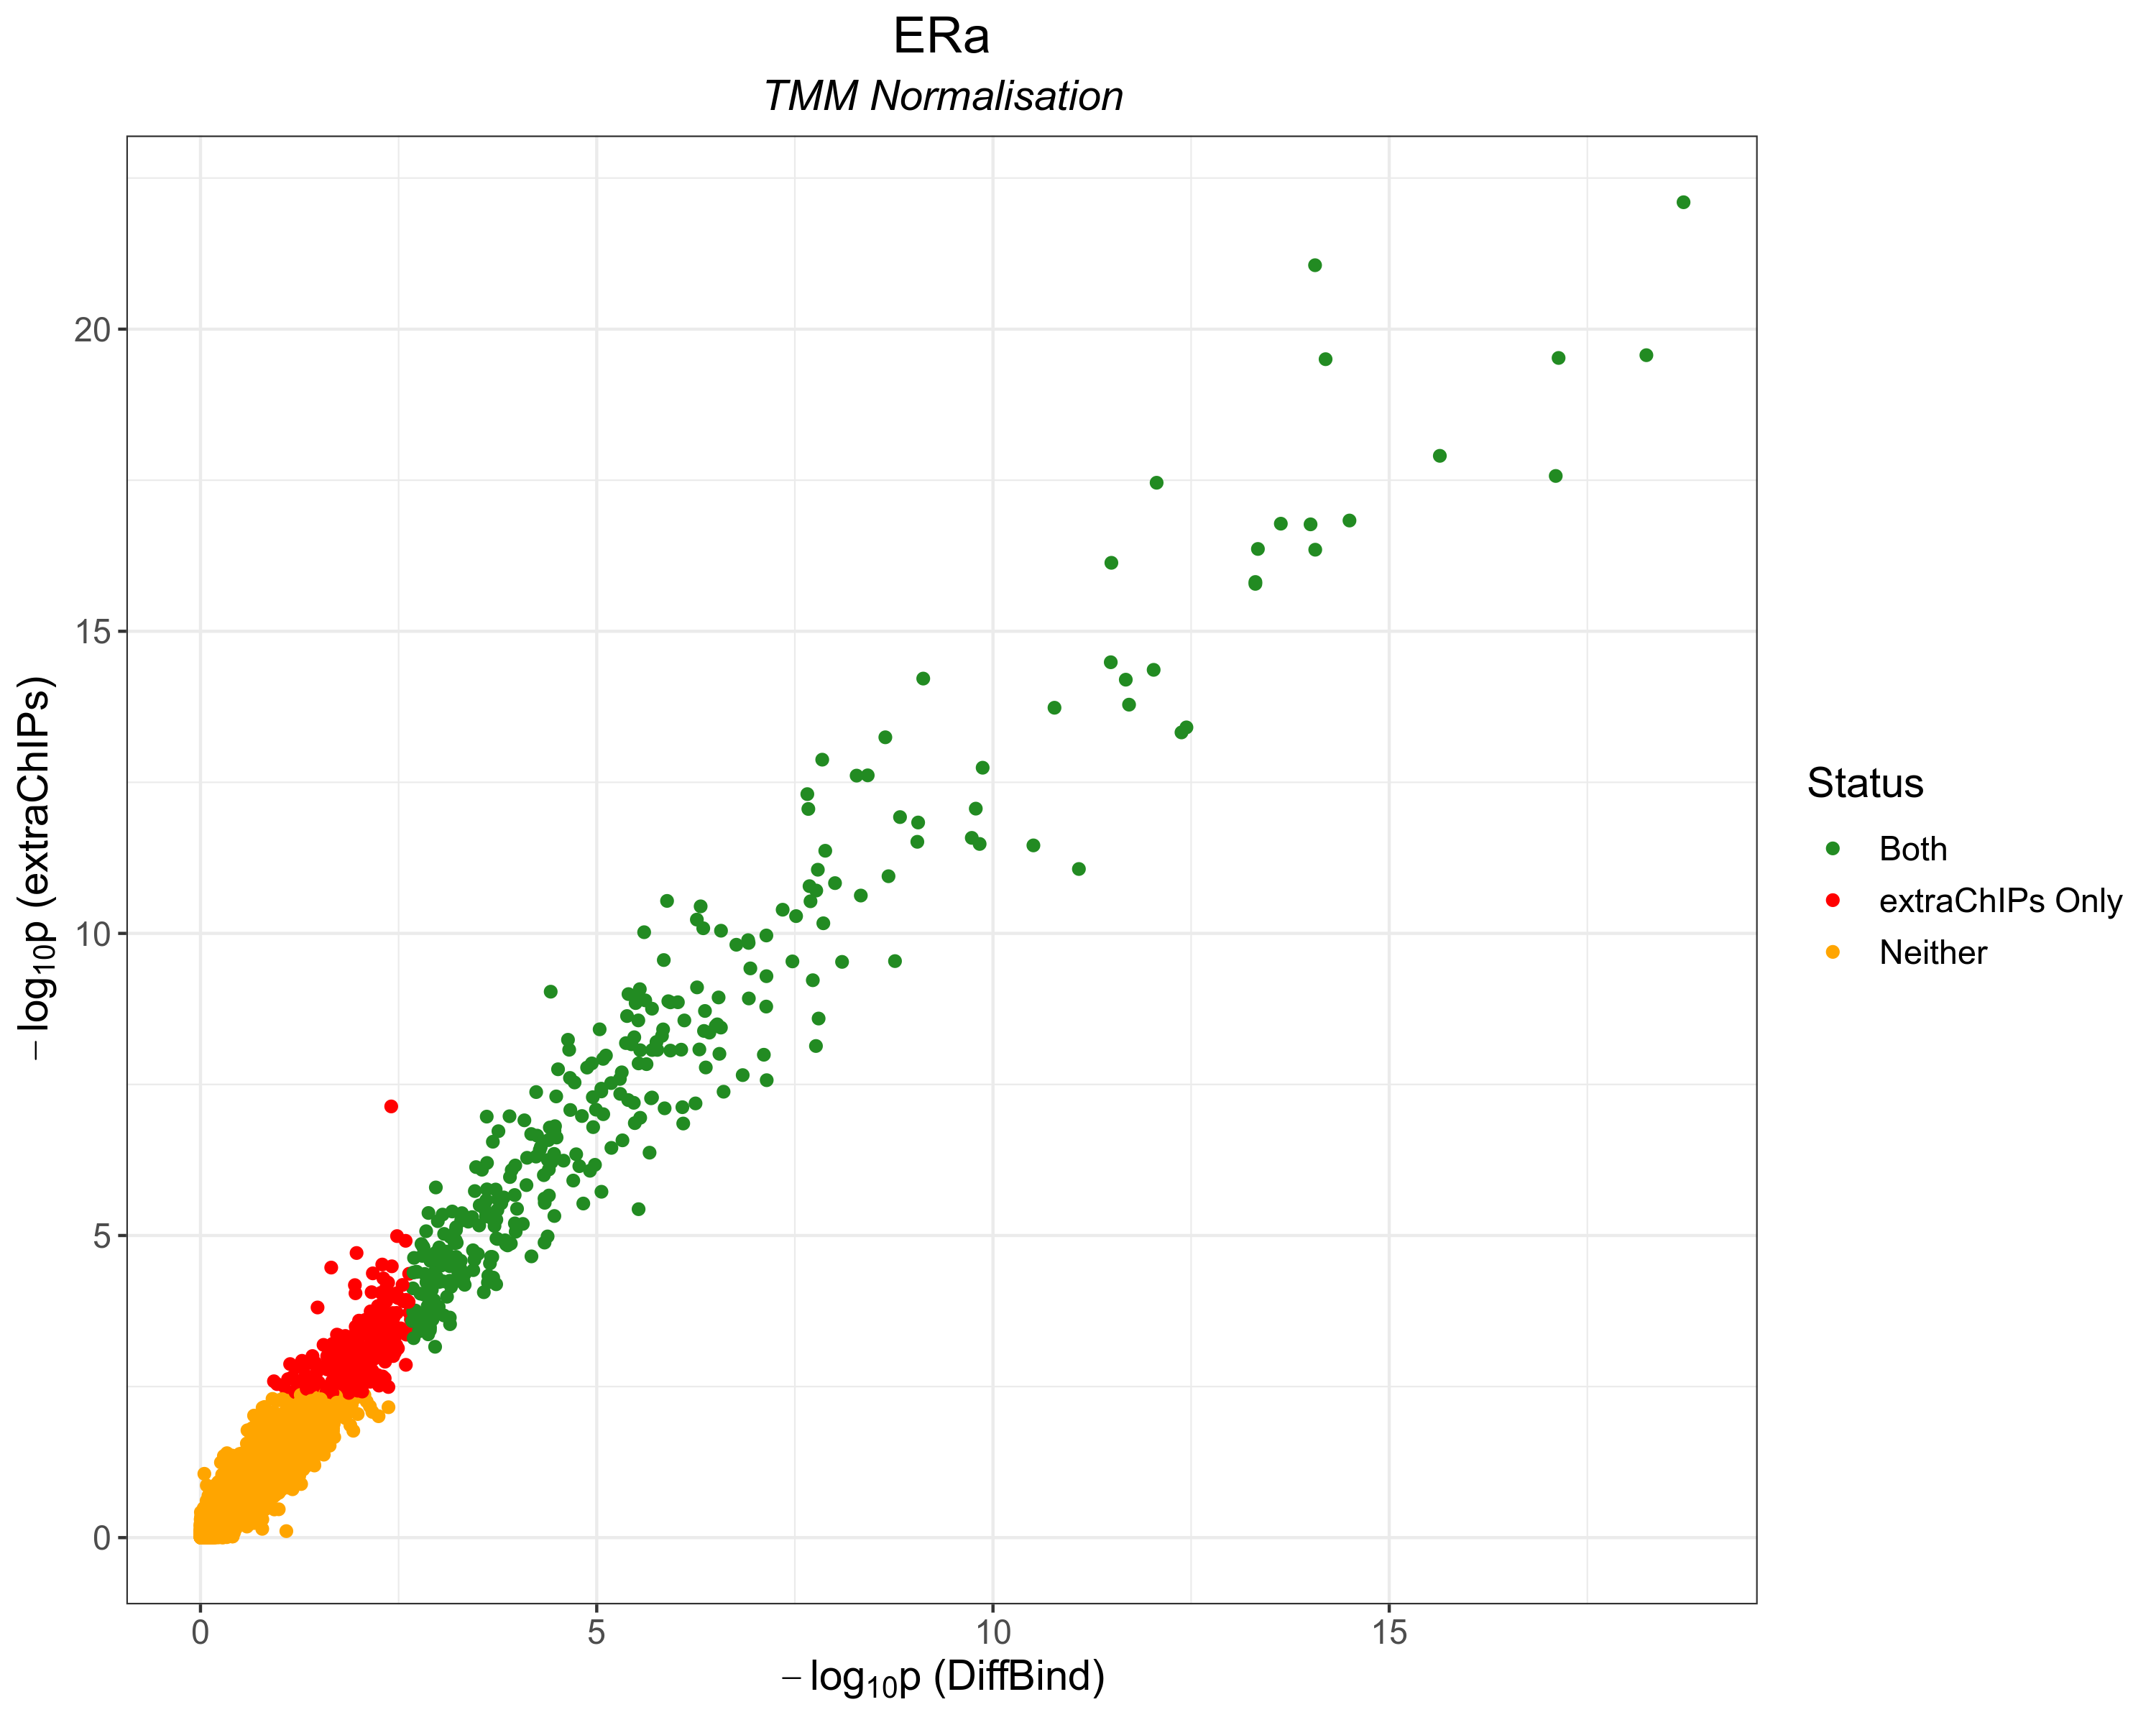 ERa
TMM Normalisation
−log₁₀p (extraChIPs)
20
15
10
5
0
0 5 10 15
−log₁₀p (DiffBind)
Status
Both
extraChIPs Only
Neither